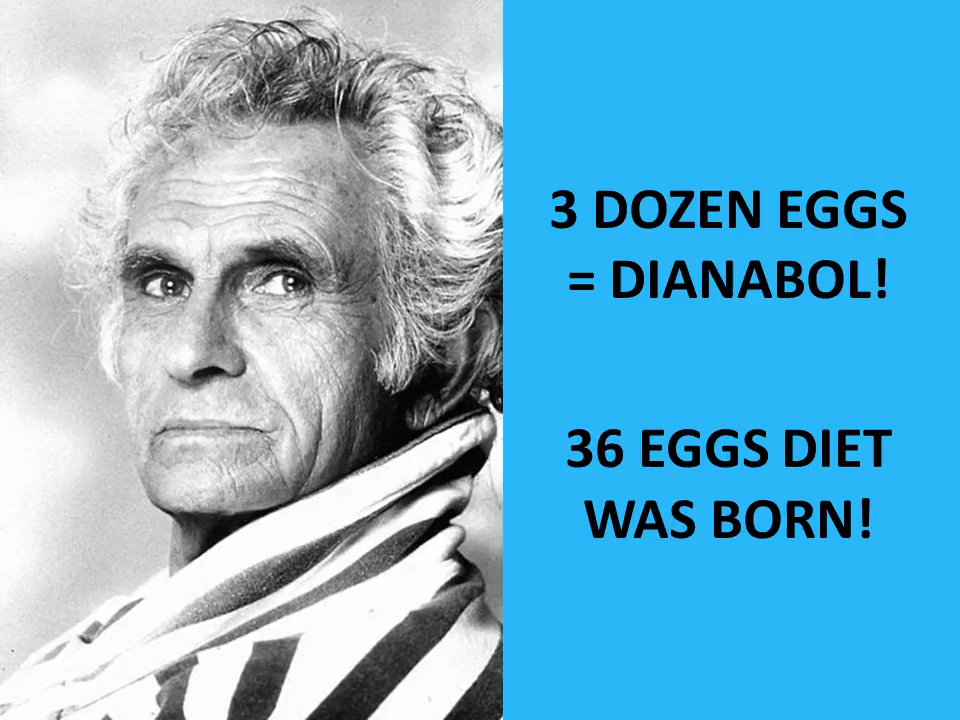 3 DOZEN EGGS
= DIANABOL!
36 EGGS DIET
WAS BORN!